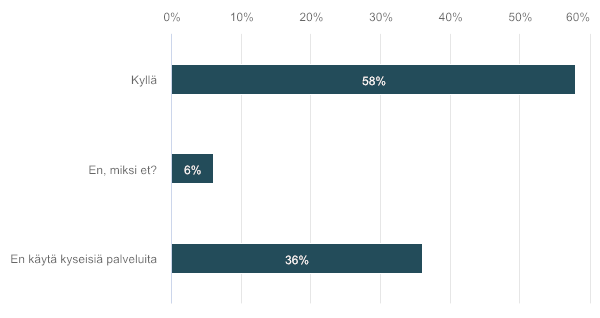 0% 10% 20% 30% 40% 50% 60%
Kyllä 58%
En, miksi et? 6%
En käytä kyseisiä palveluita 36%